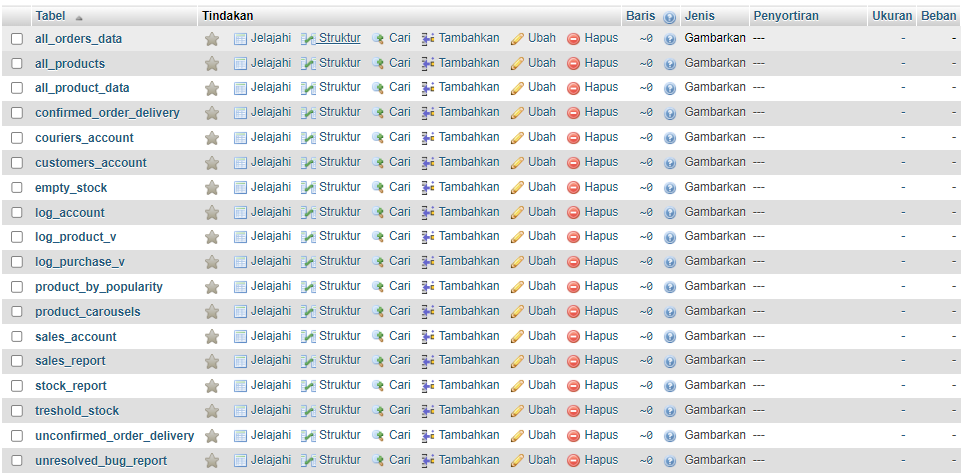 Tabel Tindakan Baris Jenis Penyortiran Ukuran Beban
all_orders_data Jelajahi Struktur Cari Tambahkan Ubah Hapus ~0 Gambarkan --- - -
all_products Jelajahi Struktur Cari Tambahkan Ubah Hapus ~0 Gambarkan --- - -
all_product_data Jelajahi Struktur Cari Tambahkan Ubah Hapus ~0 Gambarkan --- - -
confirmed_order_delivery Jelajahi Struktur Cari Tambahkan Ubah Hapus ~0 Gambarkan --- - -
couriers_account Jelajahi Struktur Cari Tambahkan Ubah Hapus ~0 Gambarkan --- - -
customers_account Jelajahi Struktur Cari Tambahkan Ubah Hapus ~0 Gambarkan --- - -
empty_stock Jelajahi Struktur Cari Tambahkan Ubah Hapus ~0 Gambarkan --- - -
log_account Jelajahi Struktur Cari Tambahkan Ubah Hapus ~0 Gambarkan --- - -
log_product_v Jelajahi Struktur Cari Tambahkan Ubah Hapus ~0 Gambarkan --- - -
log_purchase_v Jelajahi Struktur Cari Tambahkan Ubah Hapus ~0 Gambarkan --- - -
product_by_popularity Jelajahi Struktur Cari Tambahkan Ubah Hapus ~0 Gambarkan --- - -
product_carousels Jelajahi Struktur Cari Tambahkan Ubah Hapus ~0 Gambarkan --- - -
sales_account Jelajahi Struktur Cari Tambahkan Ubah Hapus ~0 Gambarkan --- - -
sales_report Jelajahi Struktur Cari Tambahkan Ubah Hapus ~0 Gambarkan --- - -
stock_report Jelajahi Struktur Cari Tambahkan Ubah Hapus ~0 Gambarkan --- - -
treshold_stock Jelajahi Struktur Cari Tambahkan Ubah Hapus ~0 Gambarkan --- - -
unconfirmed_order_delivery Jelajahi Struktur Cari Tambahkan Ubah Hapus ~0 Gambarkan --- - -
unresolved_bug_report Jelajahi Struktur Cari Tambahkan Ubah Hapus ~0 Gambarkan --- - -